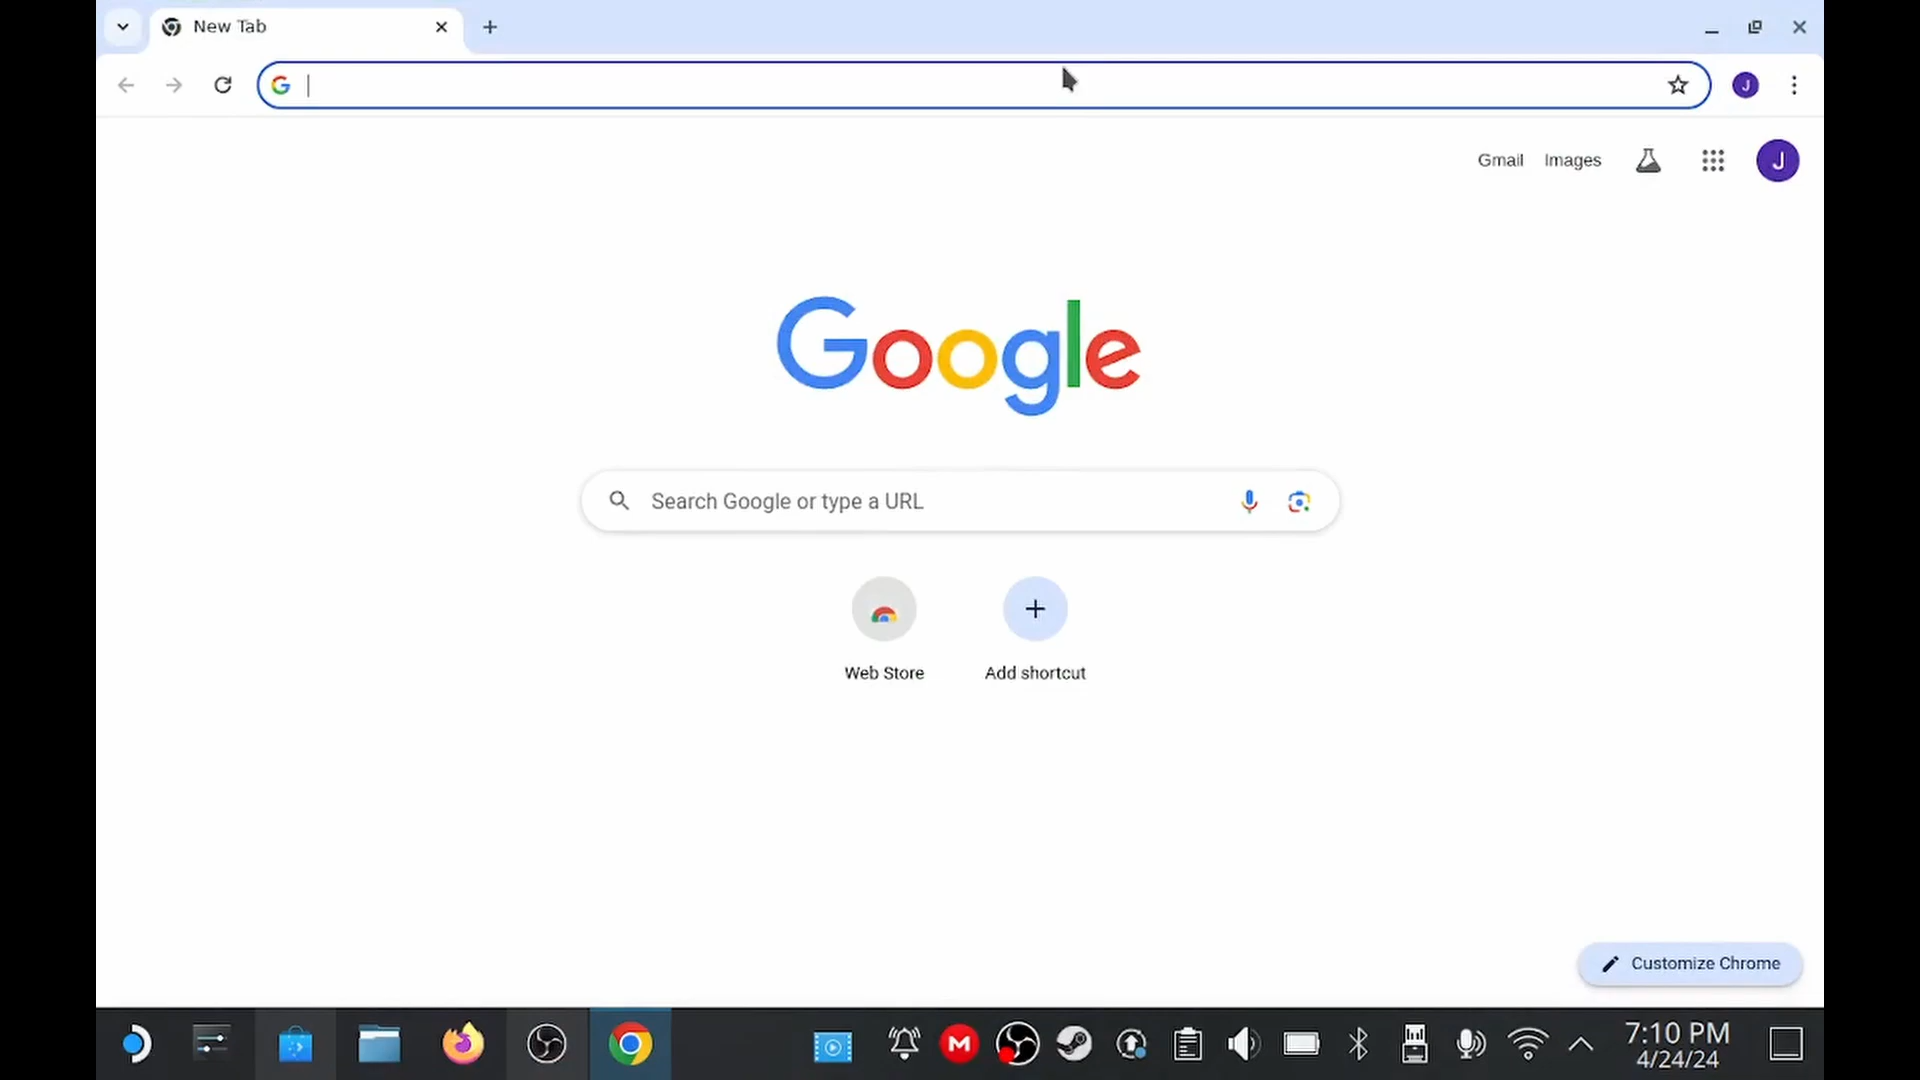 New Tab
Gmail Images
J
Google
Search Google or type a URL
Web Store
Add shortcut
Customize Chrome
7:10 PM
4/24/24